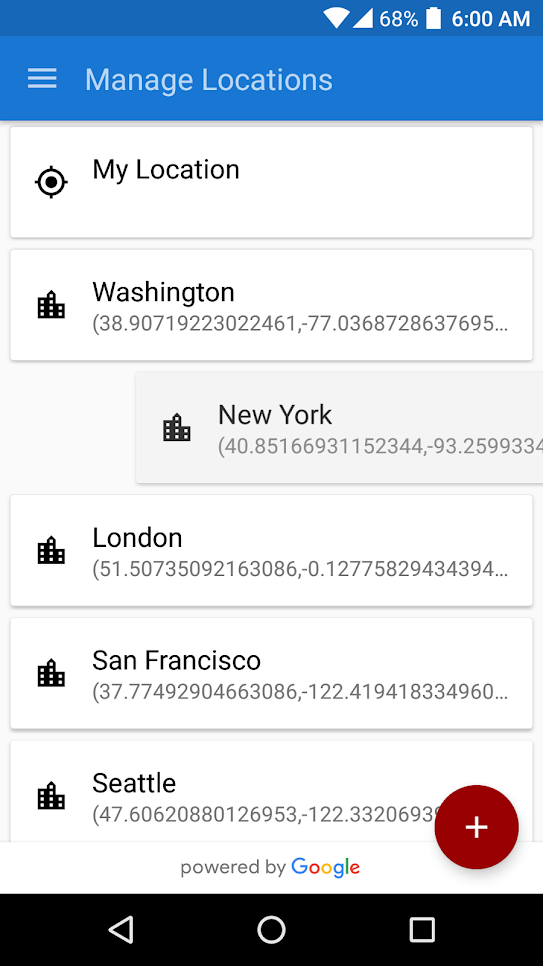 68% 6:00 AM
Manage Locations
My Location
Washington
(38.90719223022461,-77.0368728637695...
New York
(40.85166931152344,-93.2599334
London
(51.50735092163086,-0.12775829434394...
San Francisco
(37.77492904663086,-122.419418334960...
Seattle
(47.60620880126953,-122.3320693
+
powered by Google